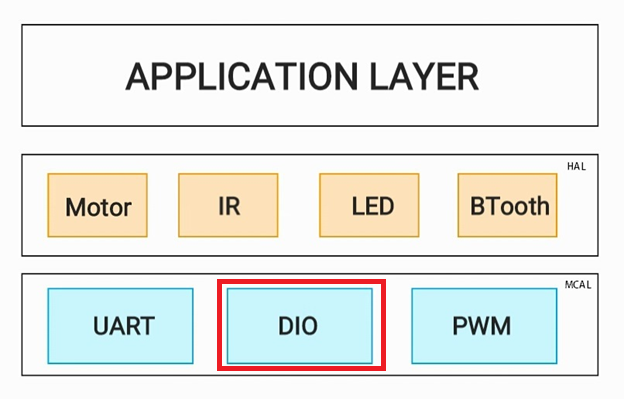 APPLICATION LAYER
HAL
Motor
IR
LED
BTooth
MCAL
UART
DIO
PWM